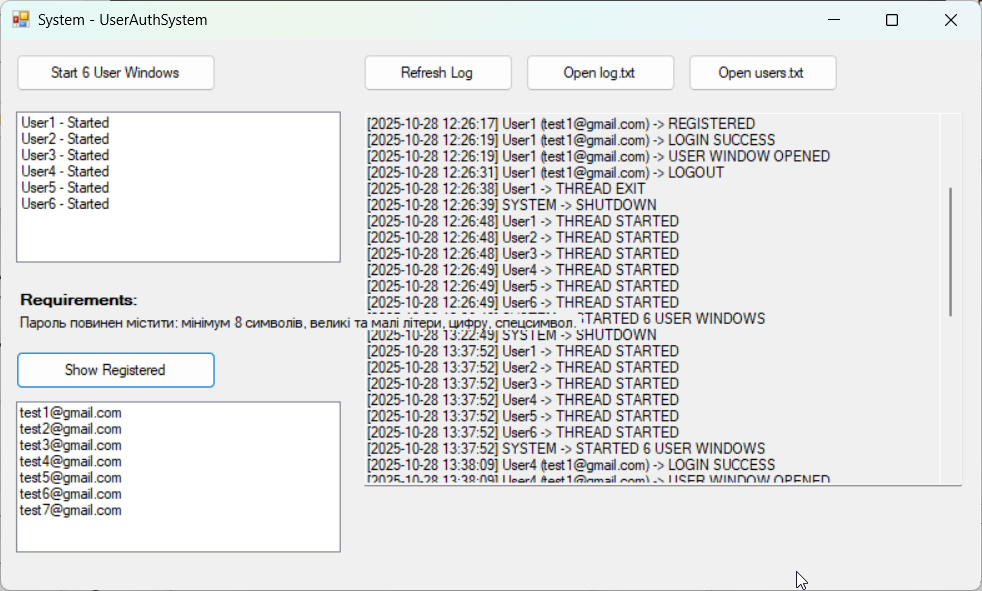 System - UserAuthSystem
Start 6 User Windows
Refresh Log
Open log.txt
Open users.txt
User1 - Started
User2 - Started
User3 - Started
User4 - Started
User5 - Started
User6 - Started
Requirements:
Пароль повинен містити: мінімум 8 символів, великі та малі літери, цифру, спецсимвол.
Show Registered
test1@gmail.com
test2@gmail.com
test3@gmail.com
test4@gmail.com
test5@gmail.com
test6@gmail.com
test7@gmail.com
[2025-10-28 12:26:17] User1 (test1@gmail.com) -> REGISTERED
[2025-10-28 12:26:19] User1 (test1@gmail.com) -> LOGIN SUCCESS
[2025-10-28 12:26:19] User1 (test1@gmail.com) -> USER WINDOW OPENED
[2025-10-28 12:26:31] User1 (test1@gmail.com) -> LOGOUT
[2025-10-28 12:26:38] User1 -> THREAD EXIT
[2025-10-28 12:26:39] SYSTEM -> SHUTDOWN
[2025-10-28 12:26:48] User1 -> THREAD STARTED
[2025-10-28 12:26:48] User2 -> THREAD STARTED
[2025-10-28 12:26:48] User3 -> THREAD STARTED
[2025-10-28 12:26:49] User4 -> THREAD STARTED
[2025-10-28 12:26:49] User5 -> THREAD STARTED
[2025-10-28 12:26:49] User6 -> THREAD STARTED
TARTED 6 USER WINDOWS
[2025-10-28 13:22:49] SYSTEM -> SHUTDOWN
[2025-10-28 13:37:52] User1 -> THREAD STARTED
[2025-10-28 13:37:52] User2 -> THREAD STARTED
[2025-10-28 13:37:52] User3 -> THREAD STARTED
[2025-10-28 13:37:52] User4 -> THREAD STARTED
[2025-10-28 13:37:52] User5 -> THREAD STARTED
[2025-10-28 13:37:52] User6 -> THREAD STARTED
[2025-10-28 13:37:52] SYSTEM -> STARTED 6 USER WINDOWS
[2025-10-28 13:38:09] User4 (test1@gmail.com) -> LOGIN SUCCESS
[2025-10-28 13:38:09] User4 (test1@gmail.com) -> USER WINDOW OPENED